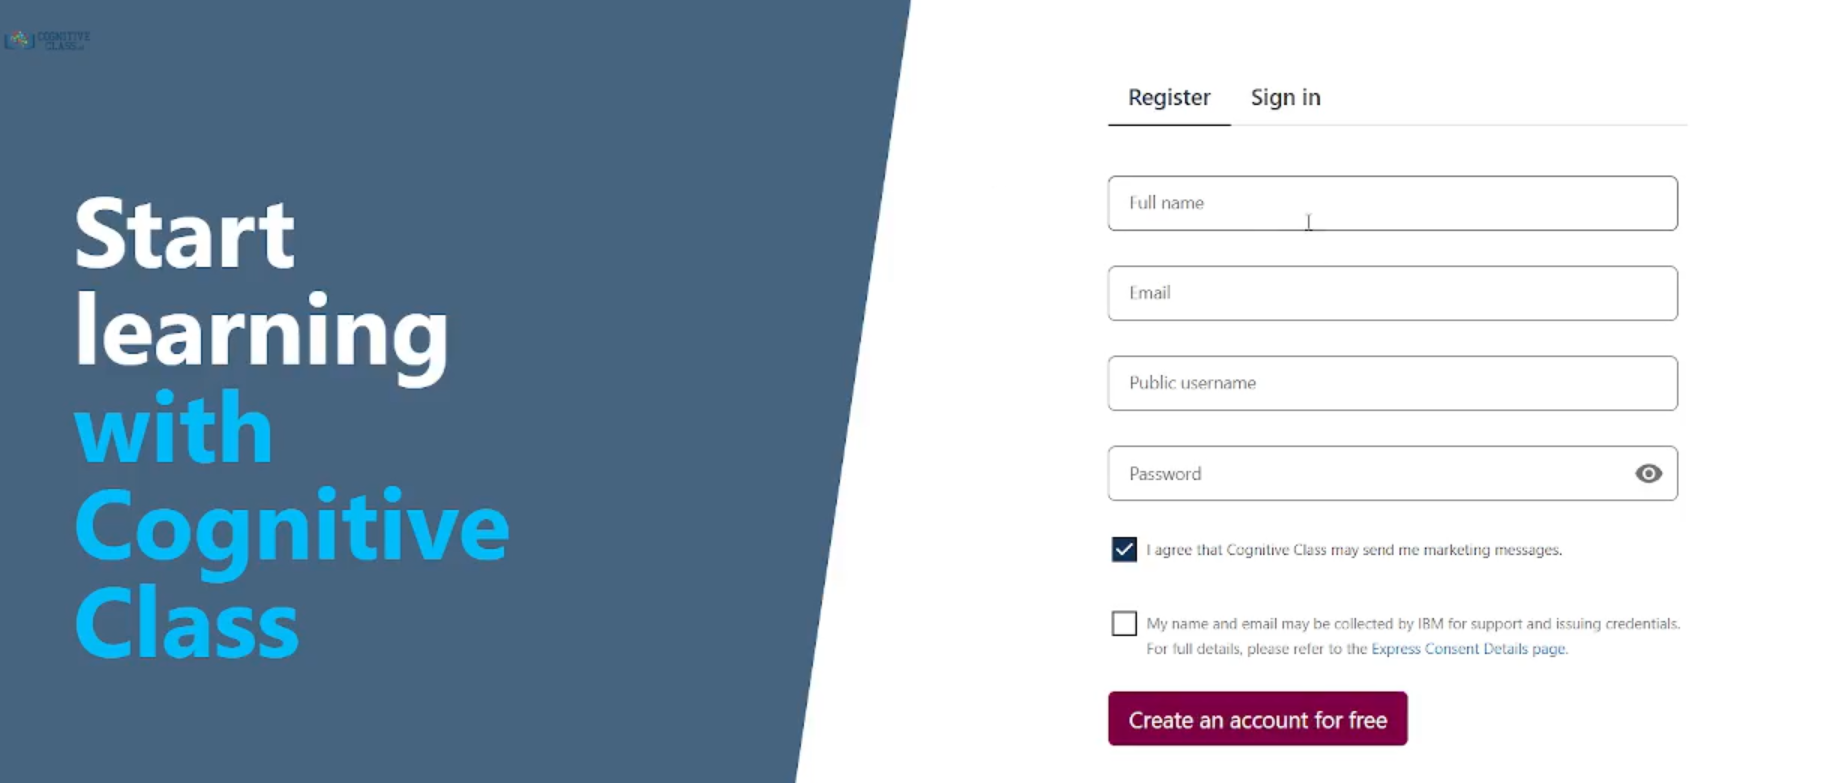 COGNITIVE
CLASS
Start
learning
with
Cognitive
Class
Register
Sign in
Full name
Email
Public username
Password
I agree that Cognitive Class may send me marketing messages.
My name and email may be collected by IBM for support and issuing credentials.
For full details, please refer to the Express Consent Details page.
Create an account for free